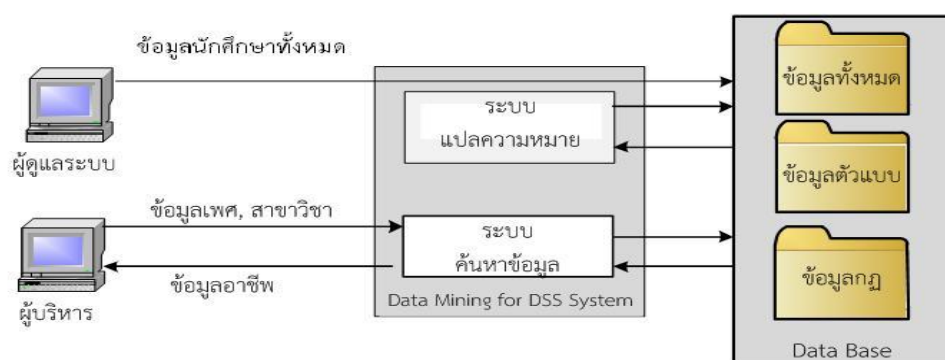 ข้อมูลนักศึกษาทั้งหมด
ผู้ดูแลระบบ
ระบบ
แปลความหมาย
ข้อมูลเพศ, สาขาวิชา
ข้อมูลอาชีพ
ผู้บริหาร
ระบบ
ค้นหาข้อมูล
Data Mining for DSS System
ข้อมูลทั้งหมด
ข้อมูลตัวแบบ
ข้อมูลกฏ
Data Base